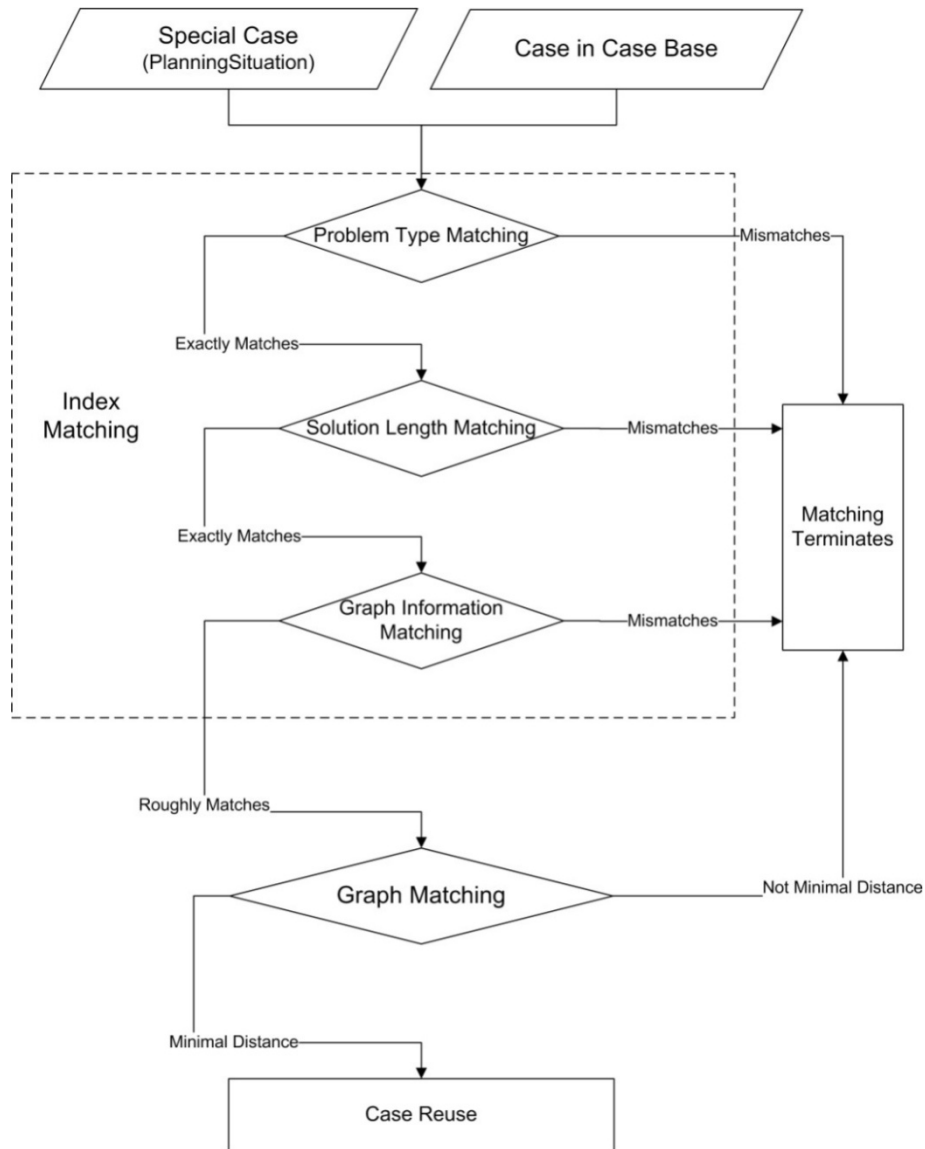 Special Case
(PlanningSituation)
Case in Case Base
Problem Type Matching
Mismatches
Exactly Matches
Index
Matching
Solution Length Matching
Mismatches
Matching
Terminates
Exactly Matches
Graph Information
Matching
Mismatches
Roughly Matches
Graph Matching
Not Minimal Distance
Minimal Distance
Case Reuse